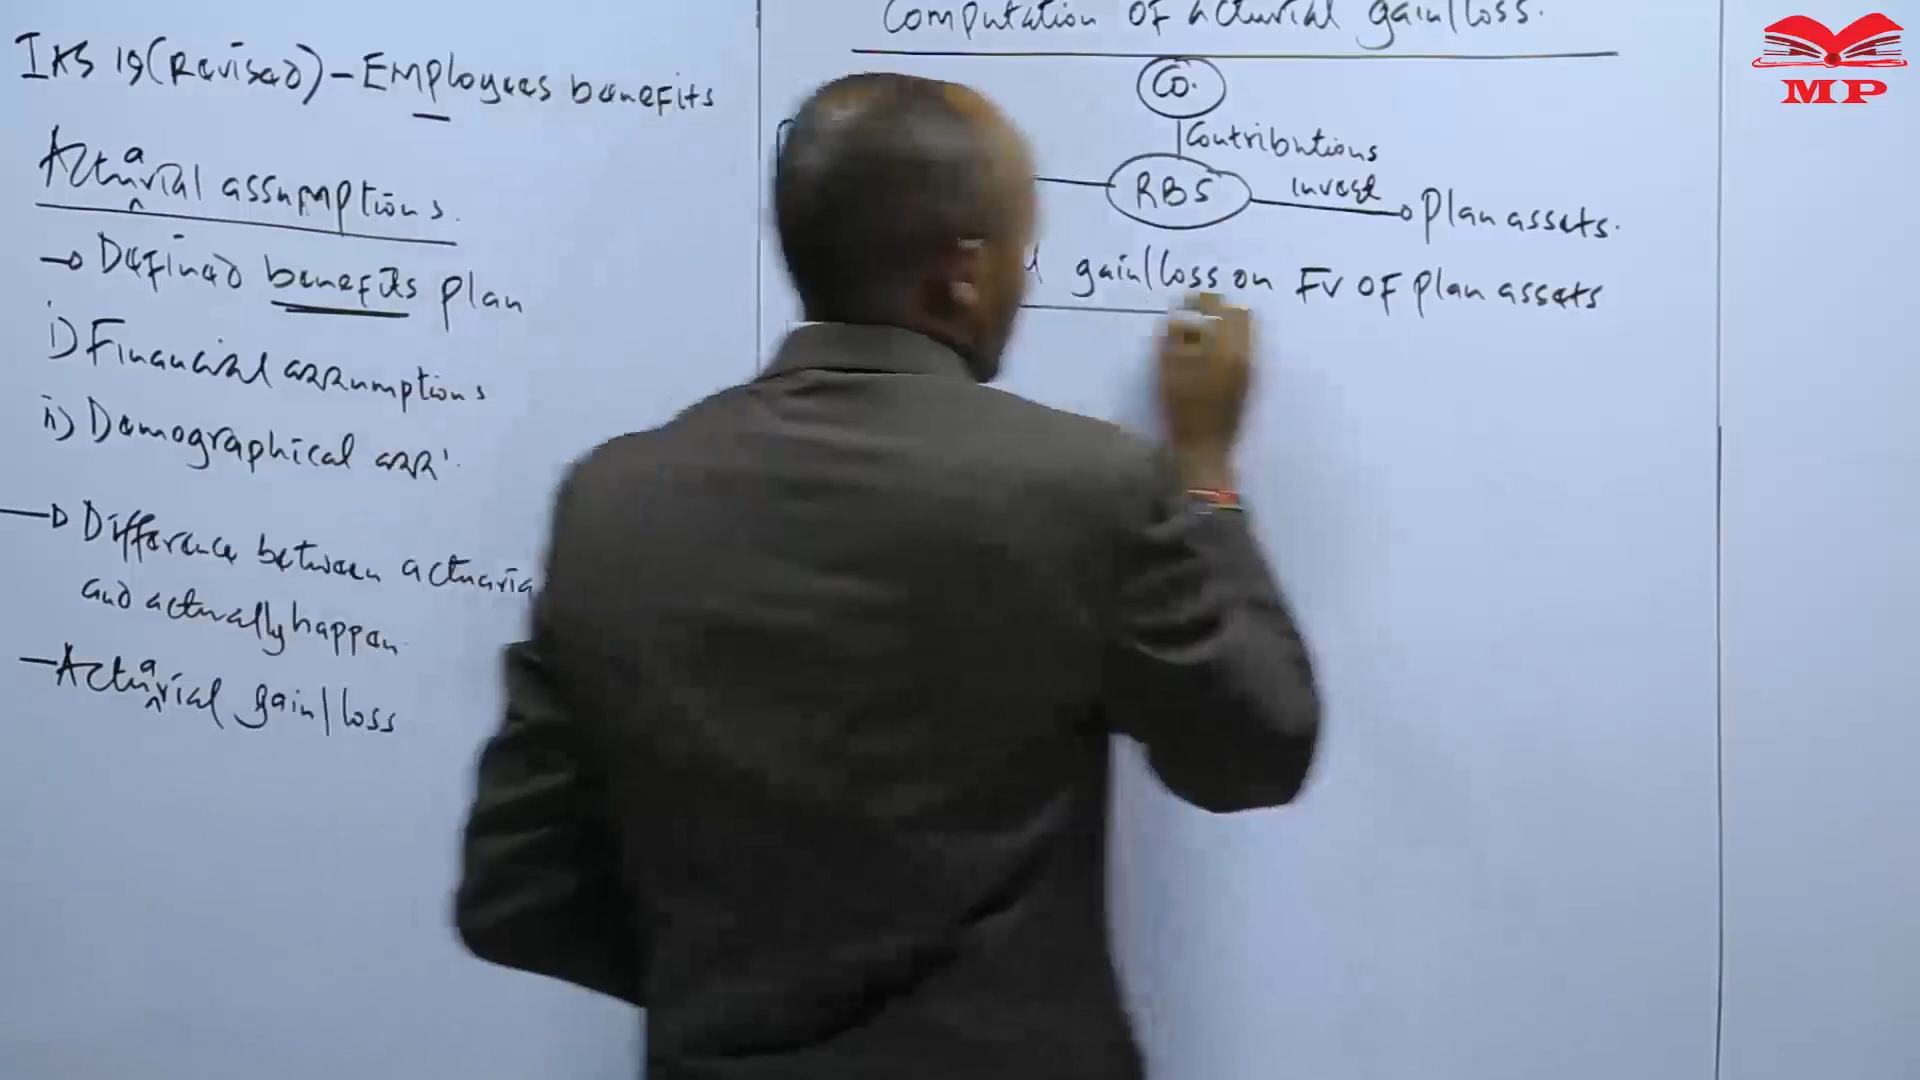 IAS 19(Revised) - Employees benefits
Actuarial assumptions.
Defined benefits plan
i) Financial assumptions
ii) Demographical ass'.
Difference between actuaria
and actually happen.
- Actuarial gain/loss
Computation of acturial gain/loss.
Co.
Contributions
RBS
invest
Plan assets.
gain/loss on FV of plan assets
MP